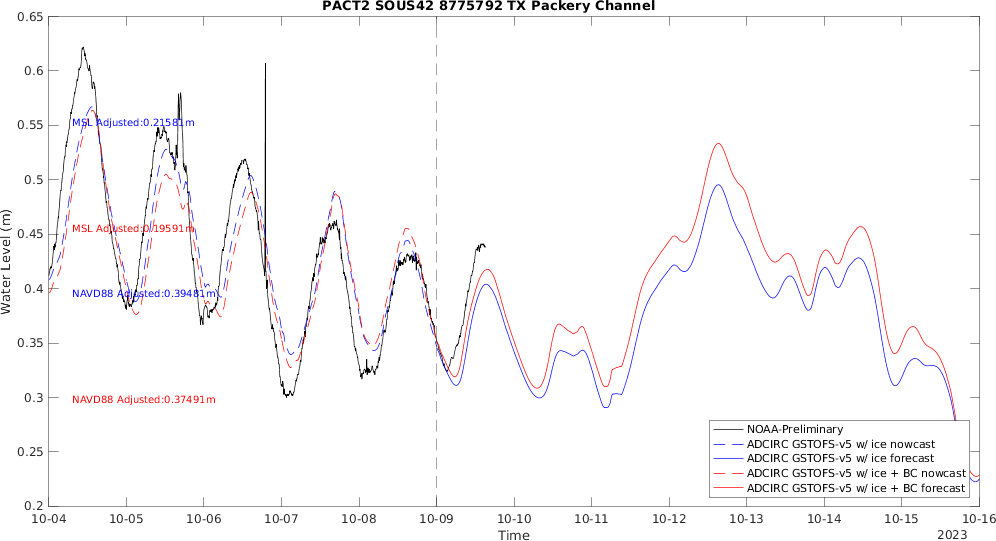 PACT2 SOUS42 8775792 TX Packery Channel
0.65
0.6
0.55
0.5
0.45
0.4
0.35
0.3
0.25
0.2
Water Level (m)
MSL Adjusted:0.21581m
MSL Adjusted:0.19591m
NAVD88 Adjusted:0.39481m
NAVD88 Adjusted:0.37491m
NOAA-Preliminary
ADCIRC GSTOFS-v5 w/ ice nowcast
ADCIRC GSTOFS-v5 w/ ice forecast
ADCIRC GSTOFS-v5 w/ ice + BC nowcast
ADCIRC GSTOFS-v5 w/ ice + BC forecast
10-04 10-05 10-06 10-07 10-08 10-09 10-10 10-11 10-12 10-13 10-14 10-15 10-16
Time
2023